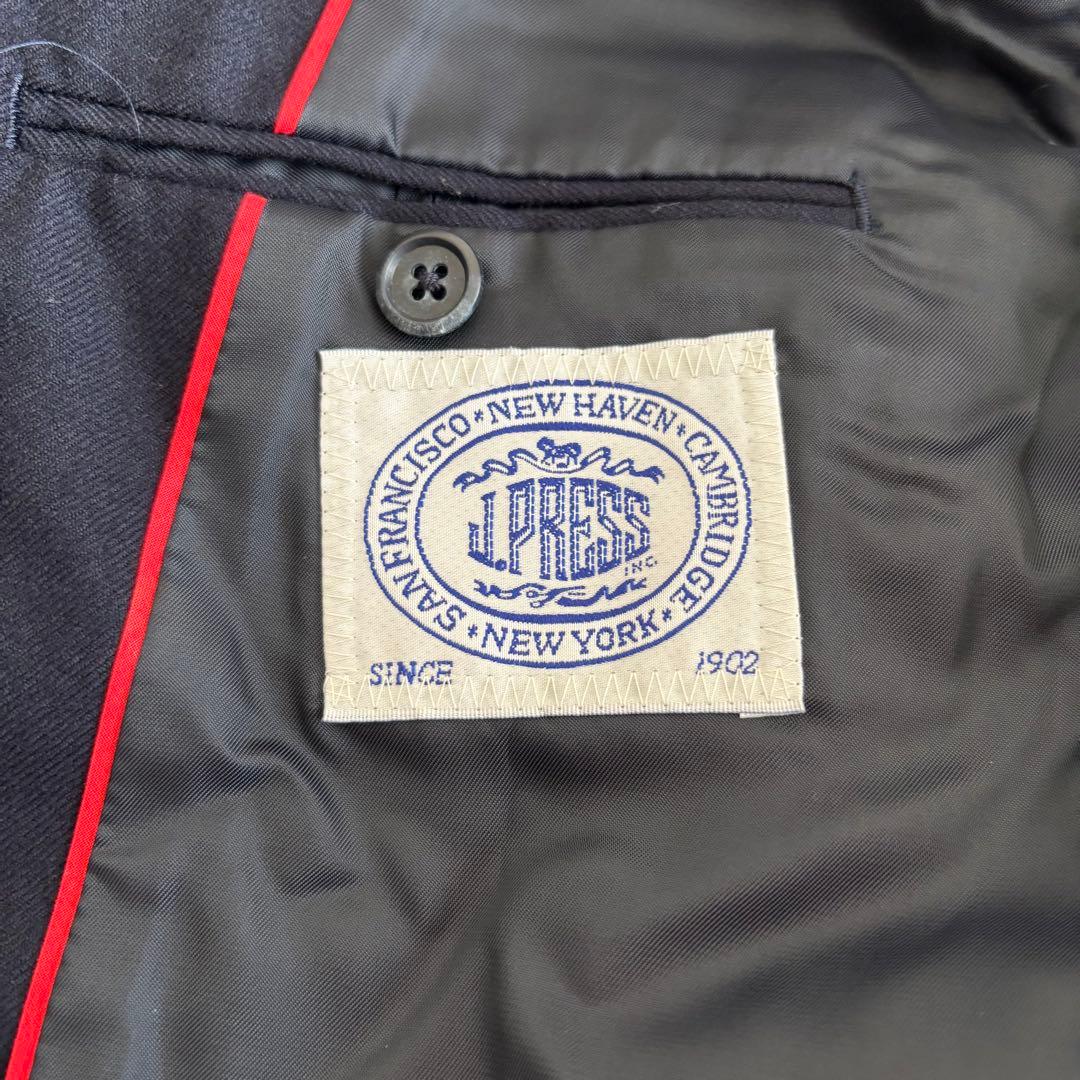 SAN FRANCISCO * NEW HAVEN * CAMBRIDGE
J.PRESS
INC.
* NEW YORK *
SINCE 1902